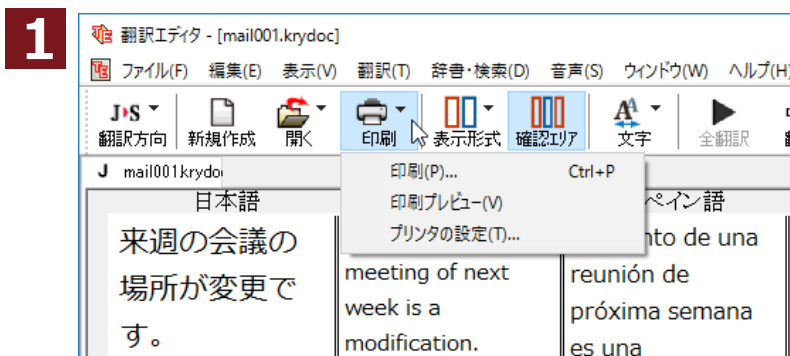 1
翻訳エディタ - [mail001.krydoc]
ファイル(F) 編集(E) 表示(V) 翻訳(T) 辞書・検索(D) 音声(S) ウィンドウ(W) ヘルプ(H)
J▸S
翻訳方向 新規作成 開く 印刷 表示形式 確認エリア 文字 全翻訳
J mail001.krydo
印刷(P)... Ctrl+P
印刷プレビュー(V)
プリンタの設定(T)...
日本語
来週の会議の
場所が変更で
す。
meeting of next
week is a
modification.
ペイン語
de una
reunión de
próxima semana
es una